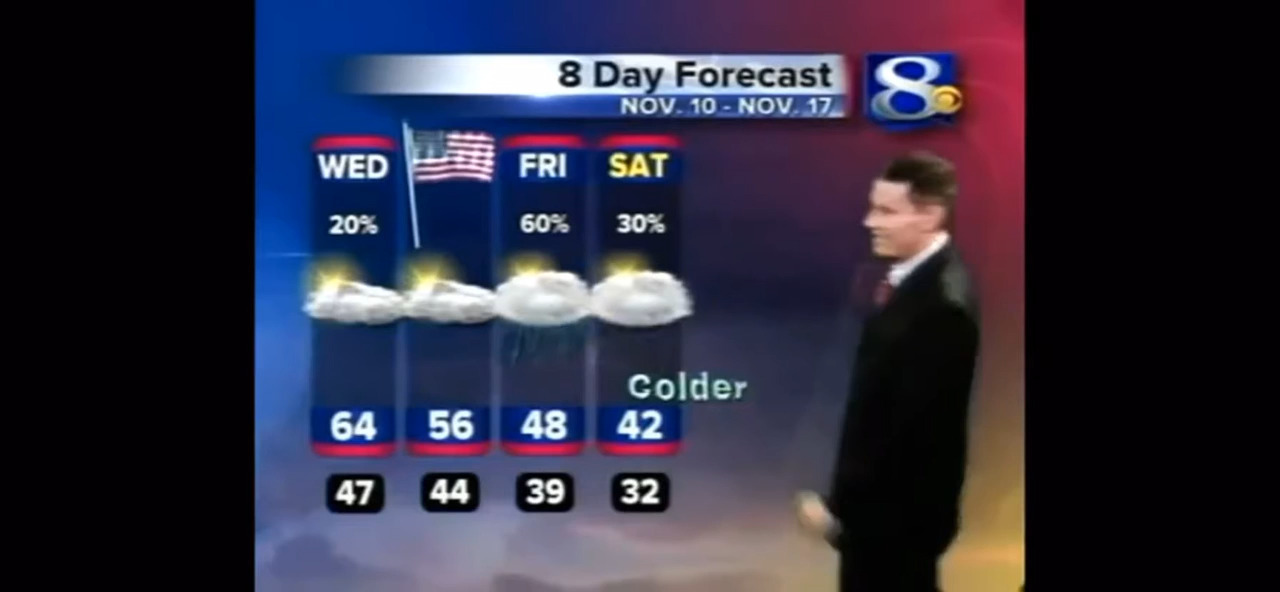 8 Day Forecast
8
NOV. 10 - NOV. 17
WED FRI SAT
20% 60% 30%
Colder
64 56 48 42
47 44 39 32